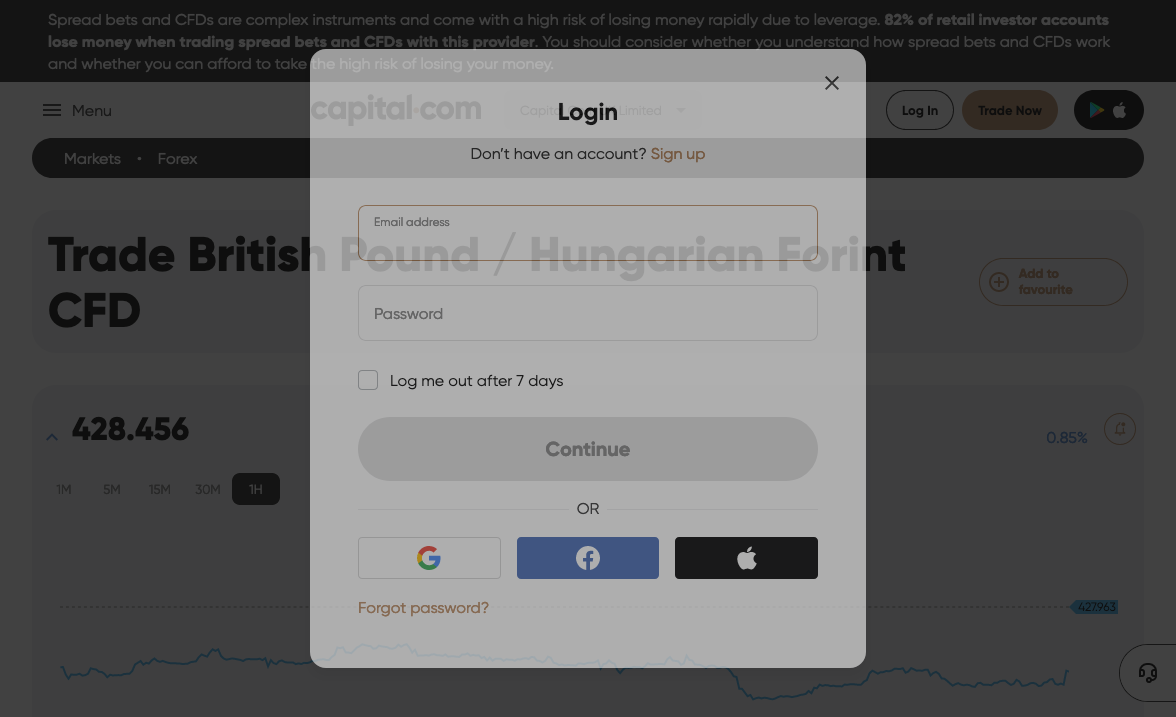 Spread bets and CFDs are complex instruments and come with a high risk of losing money rapidly due to leverage. 82% of retail investor accounts
lose money when trading spread bets and CFDs with this provider. You should consider whether you understand how spread bets and CFDs work
and whether you can afford to take the high risk of losing your money.
Menu
capital.com
Limited
Log In
Trade Now
Markets • Forex
Trade British Pound / Hungarian Forint
CFD
Add to
favourite
428.456
0.85%
1M 5M 15M 30M 1H
427.963
Login
Don’t have an account? Sign up
Email address
Password
Log me out after 7 days
Continue
OR
Forgot password?